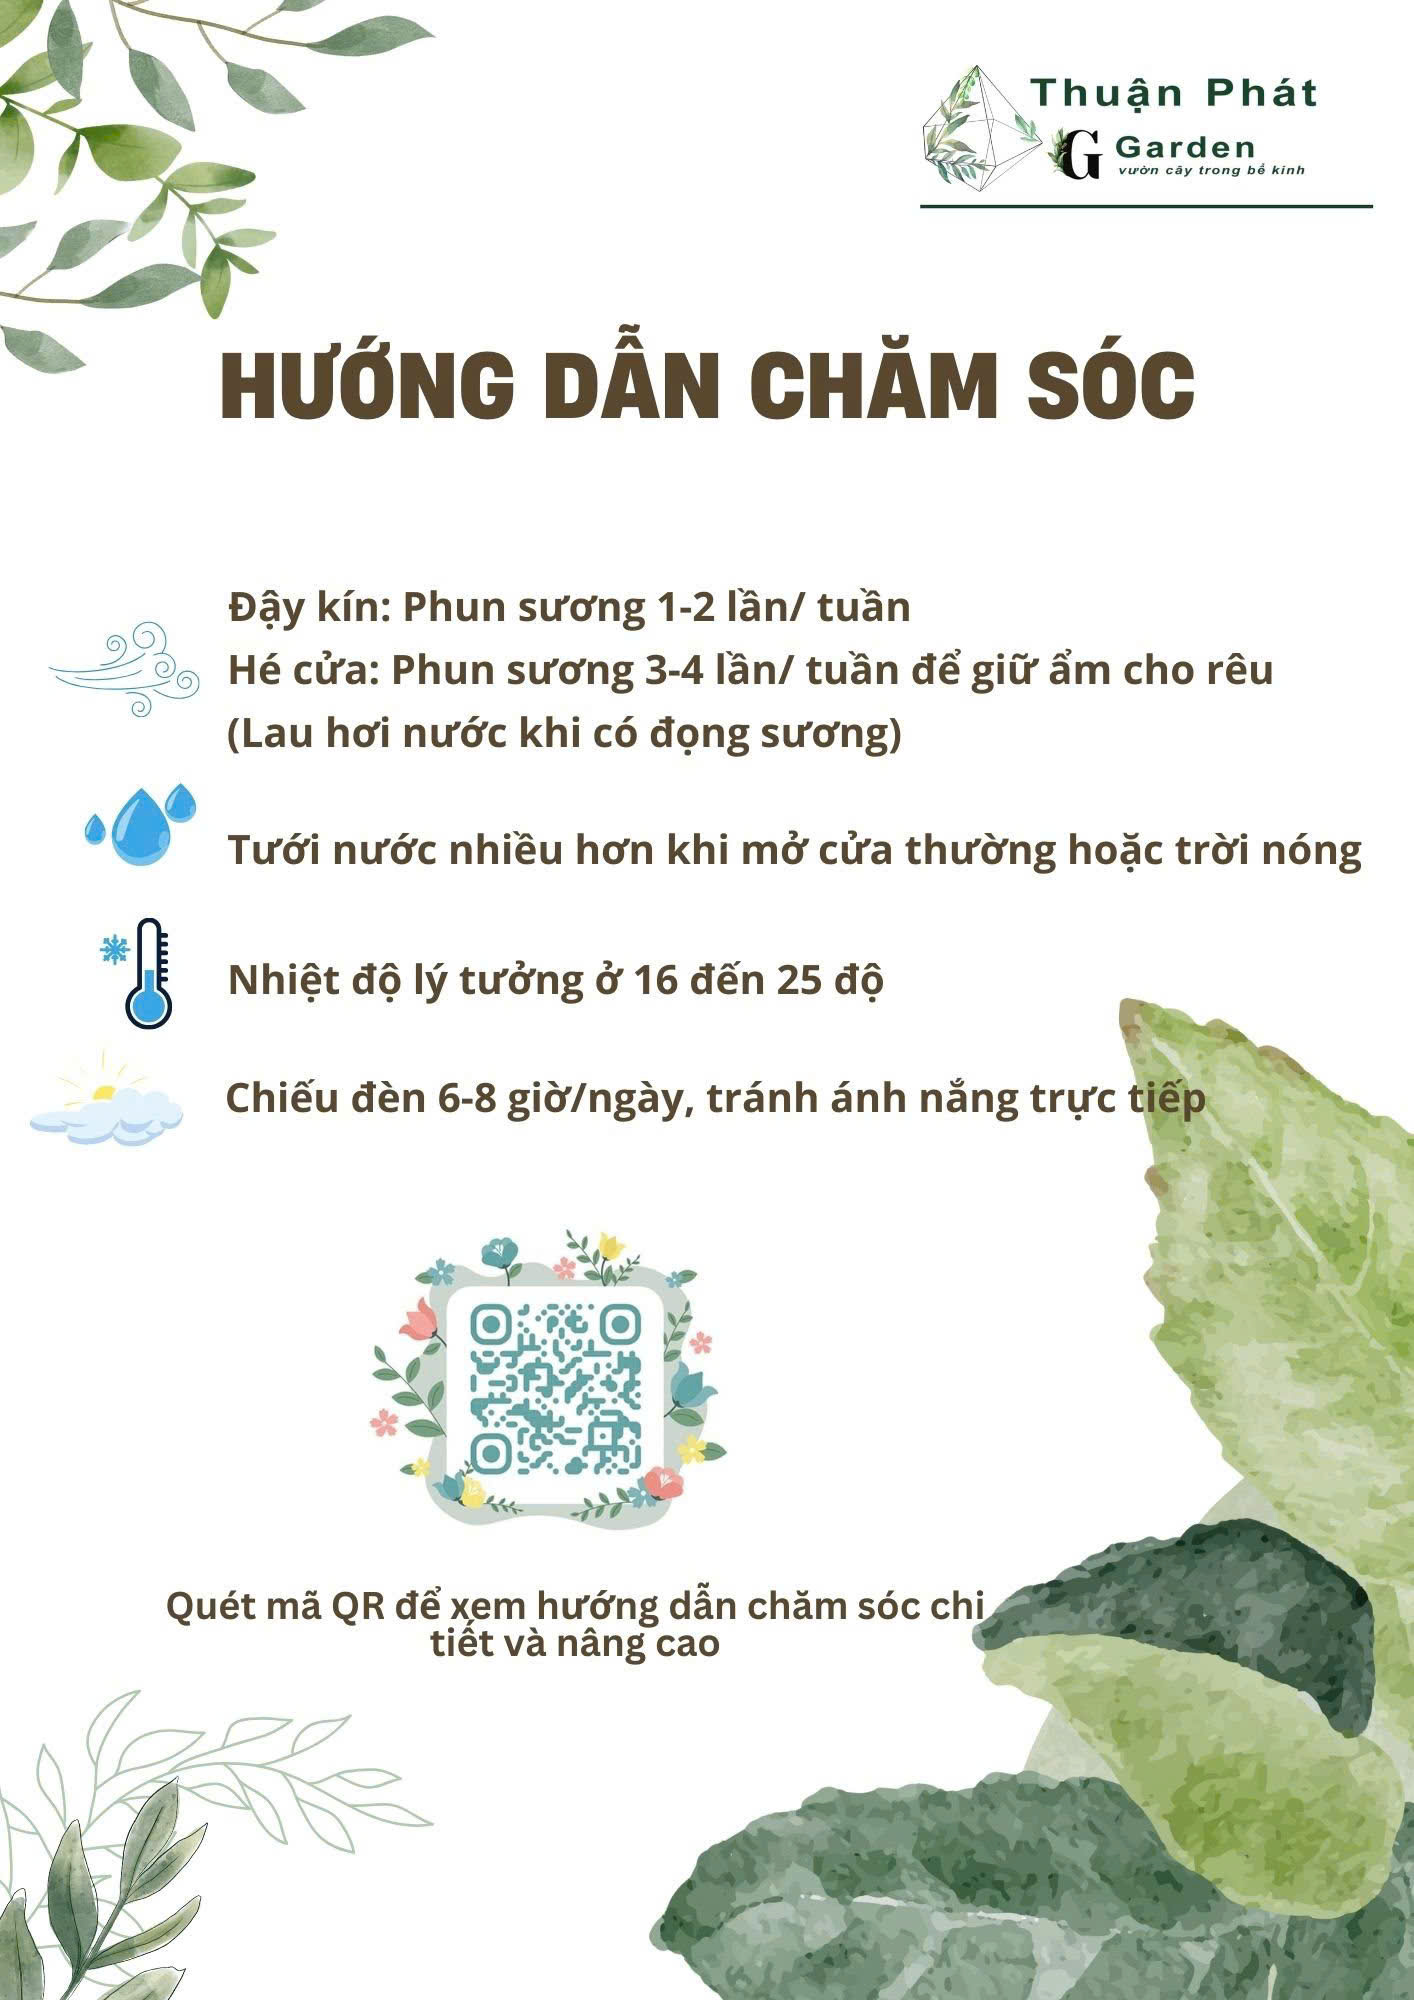 Thuận Phát
G Garden
vườn cây trong bể kinh
HƯỚNG DẪN CHĂM SÓC
Đậy kín: Phun sương 1-2 lần/ tuần
Hé cửa: Phun sương 3-4 lần/ tuần để giữ ẩm cho rêu
(Lau hơi nước khi có đọng sương)
Tưới nước nhiều hơn khi mở cửa thường hoặc trời nóng
Nhiệt độ lý tưởng ở 16 đến 25 độ
Chiếu đèn 6-8 giờ/ngày, tránh ánh nắng trực tiếp
Quét mã QR để xem hướng dẫn chăm sóc chi
tiết và nâng cao